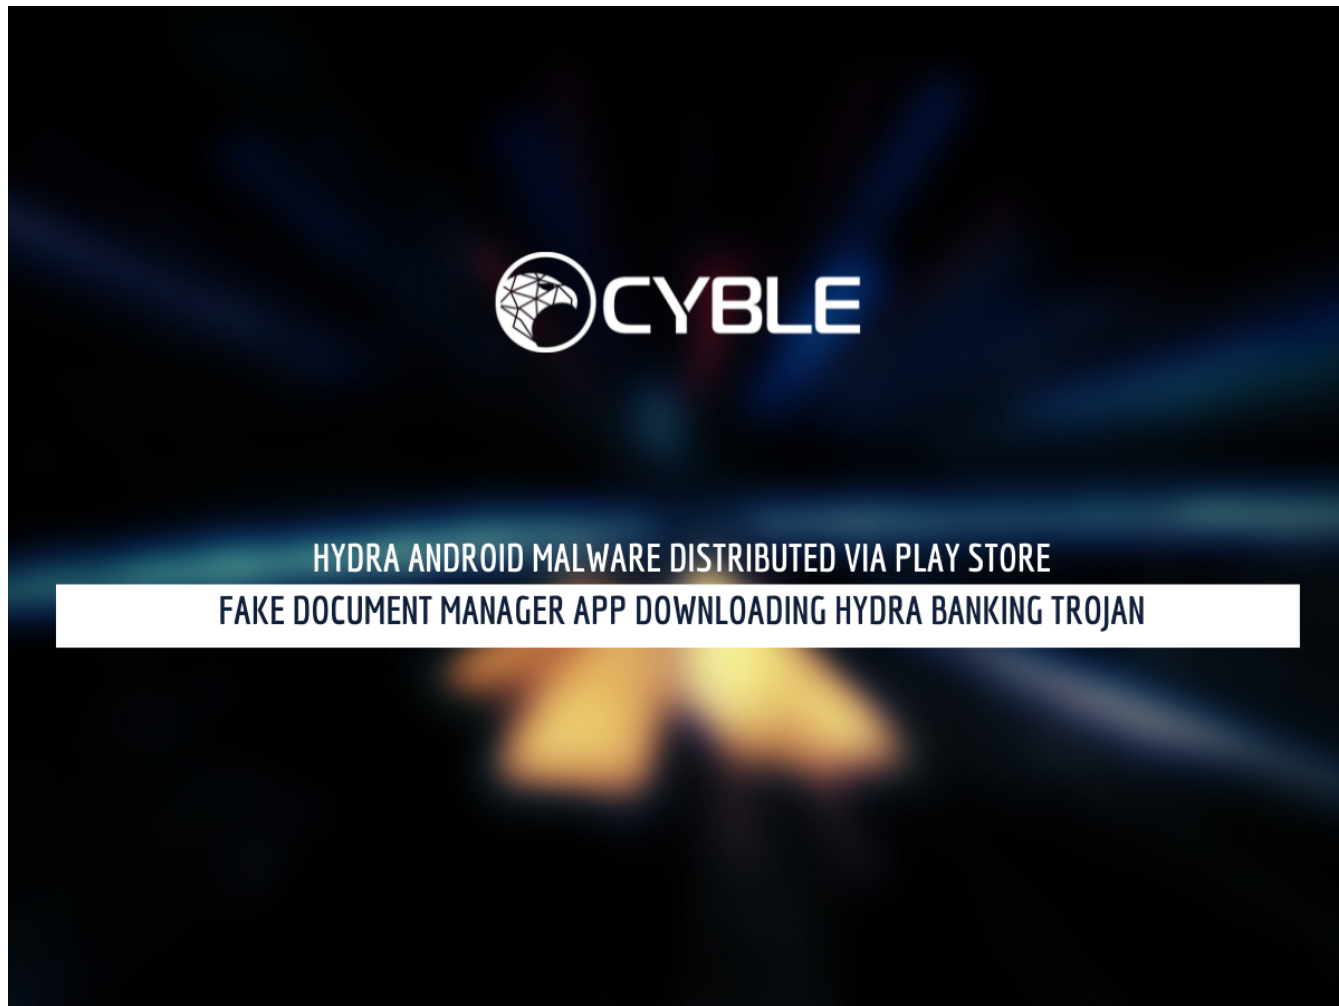 CYBLE
HYDRA ANDROID MALWARE DISTRIBUTED VIA PLAY STORE
FAKE DOCUMENT MANAGER APP DOWNLOADING HYDRA BANKING TROJAN